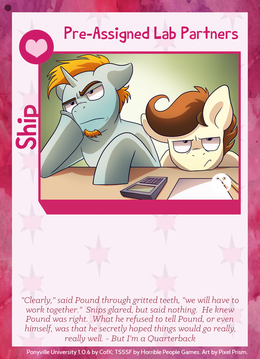 Pre-Assigned Lab Partners
Ship
"Clearly," said Pound through gritted teeth, "we will have to
work together." Snips glared, but said nothing. He knew
Pound was right. What he refused to tell Pound, or even
himself, was that he secretly hoped things would go really,
really well. - But I'm a Quarterback
Ponyville University 1.0.6 by CofK; TSSSF by Horrible People Games. Art by Pixel Prism.